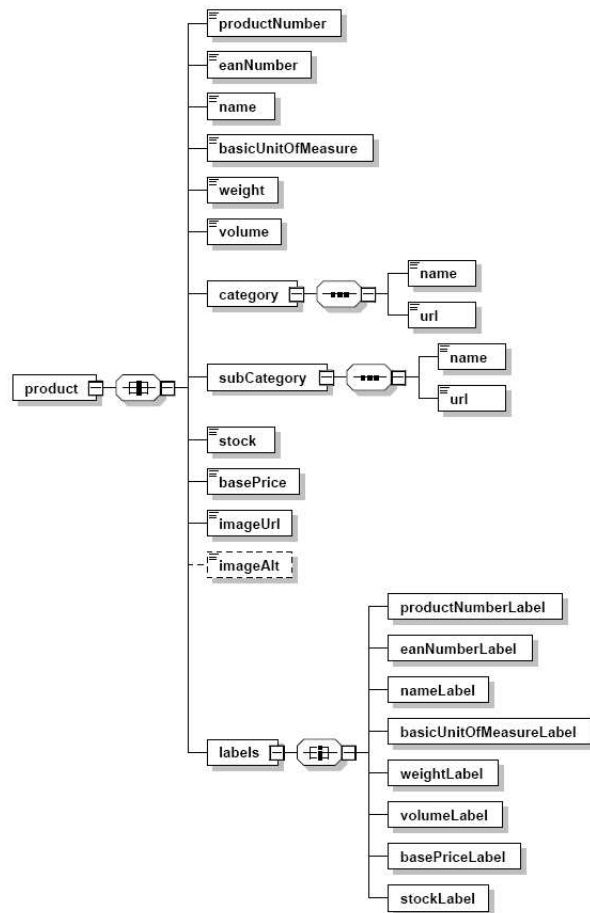 productNumber
eanNumber
name
basicUnitOfMeasure
weight
volume
category
name
url
product
subCategory
name
url
stock
basePrice
imageUrl
imageAlt
labels
productNumberLabel
eanNumberLabel
nameLabel
basicUnitOfMeasureLabel
weightLabel
volumeLabel
basePriceLabel
stockLabel